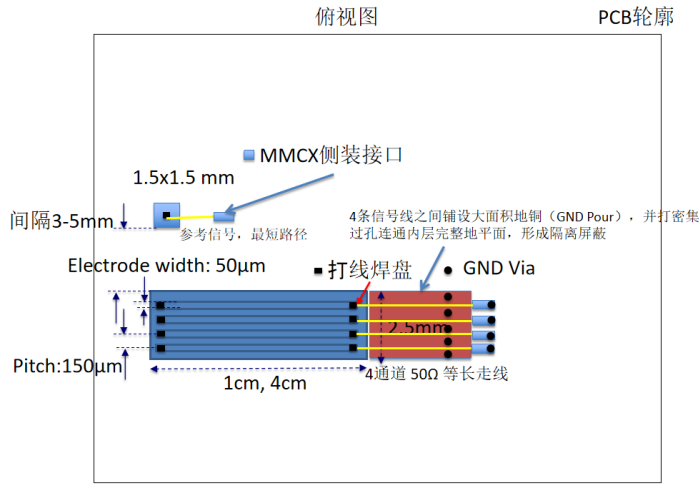 俯视图
PCB轮廓
MMCX侧装接口
1.5x1.5 mm
间隔3-5mm
参考信号，最短路径
4条信号线之间铺设大面积地铜（GND Pour），并打密集
过孔连通内层完整地平面，形成隔离屏蔽
Electrode width: 50µm
打线焊盘
GND Via
2.5mm
Pitch:150µm
1cm, 4cm
4通道 50Ω 等长走线